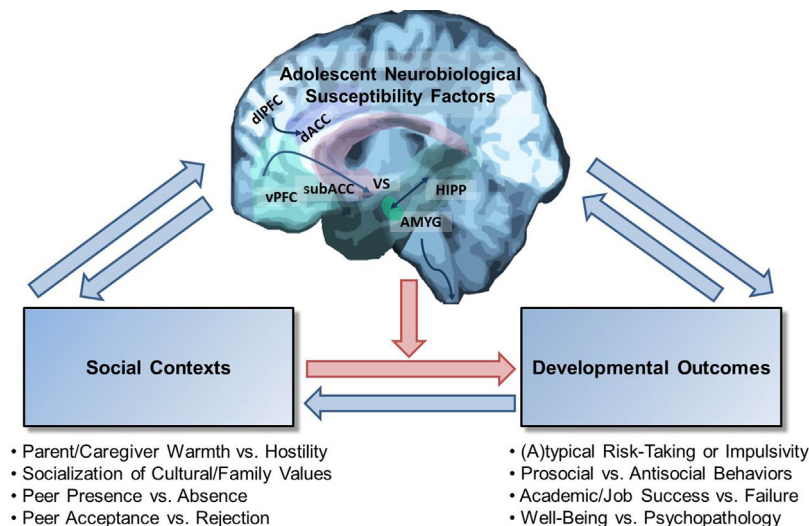 Adolescent Neurobiological
Susceptibility Factors
dlPFC
dACC
vPFC
subACC
VS
HIPP
AMYG
Social Contexts
Developmental Outcomes
• Parent/Caregiver Warmth vs. Hostility
• Socialization of Cultural/Family Values
• Peer Presence vs. Absence
• Peer Acceptance vs. Rejection
• (A)typical Risk-Taking or Impulsivity
• Prosocial vs. Antisocial Behaviors
• Academic/Job Success vs. Failure
• Well-Being vs. Psychopathology